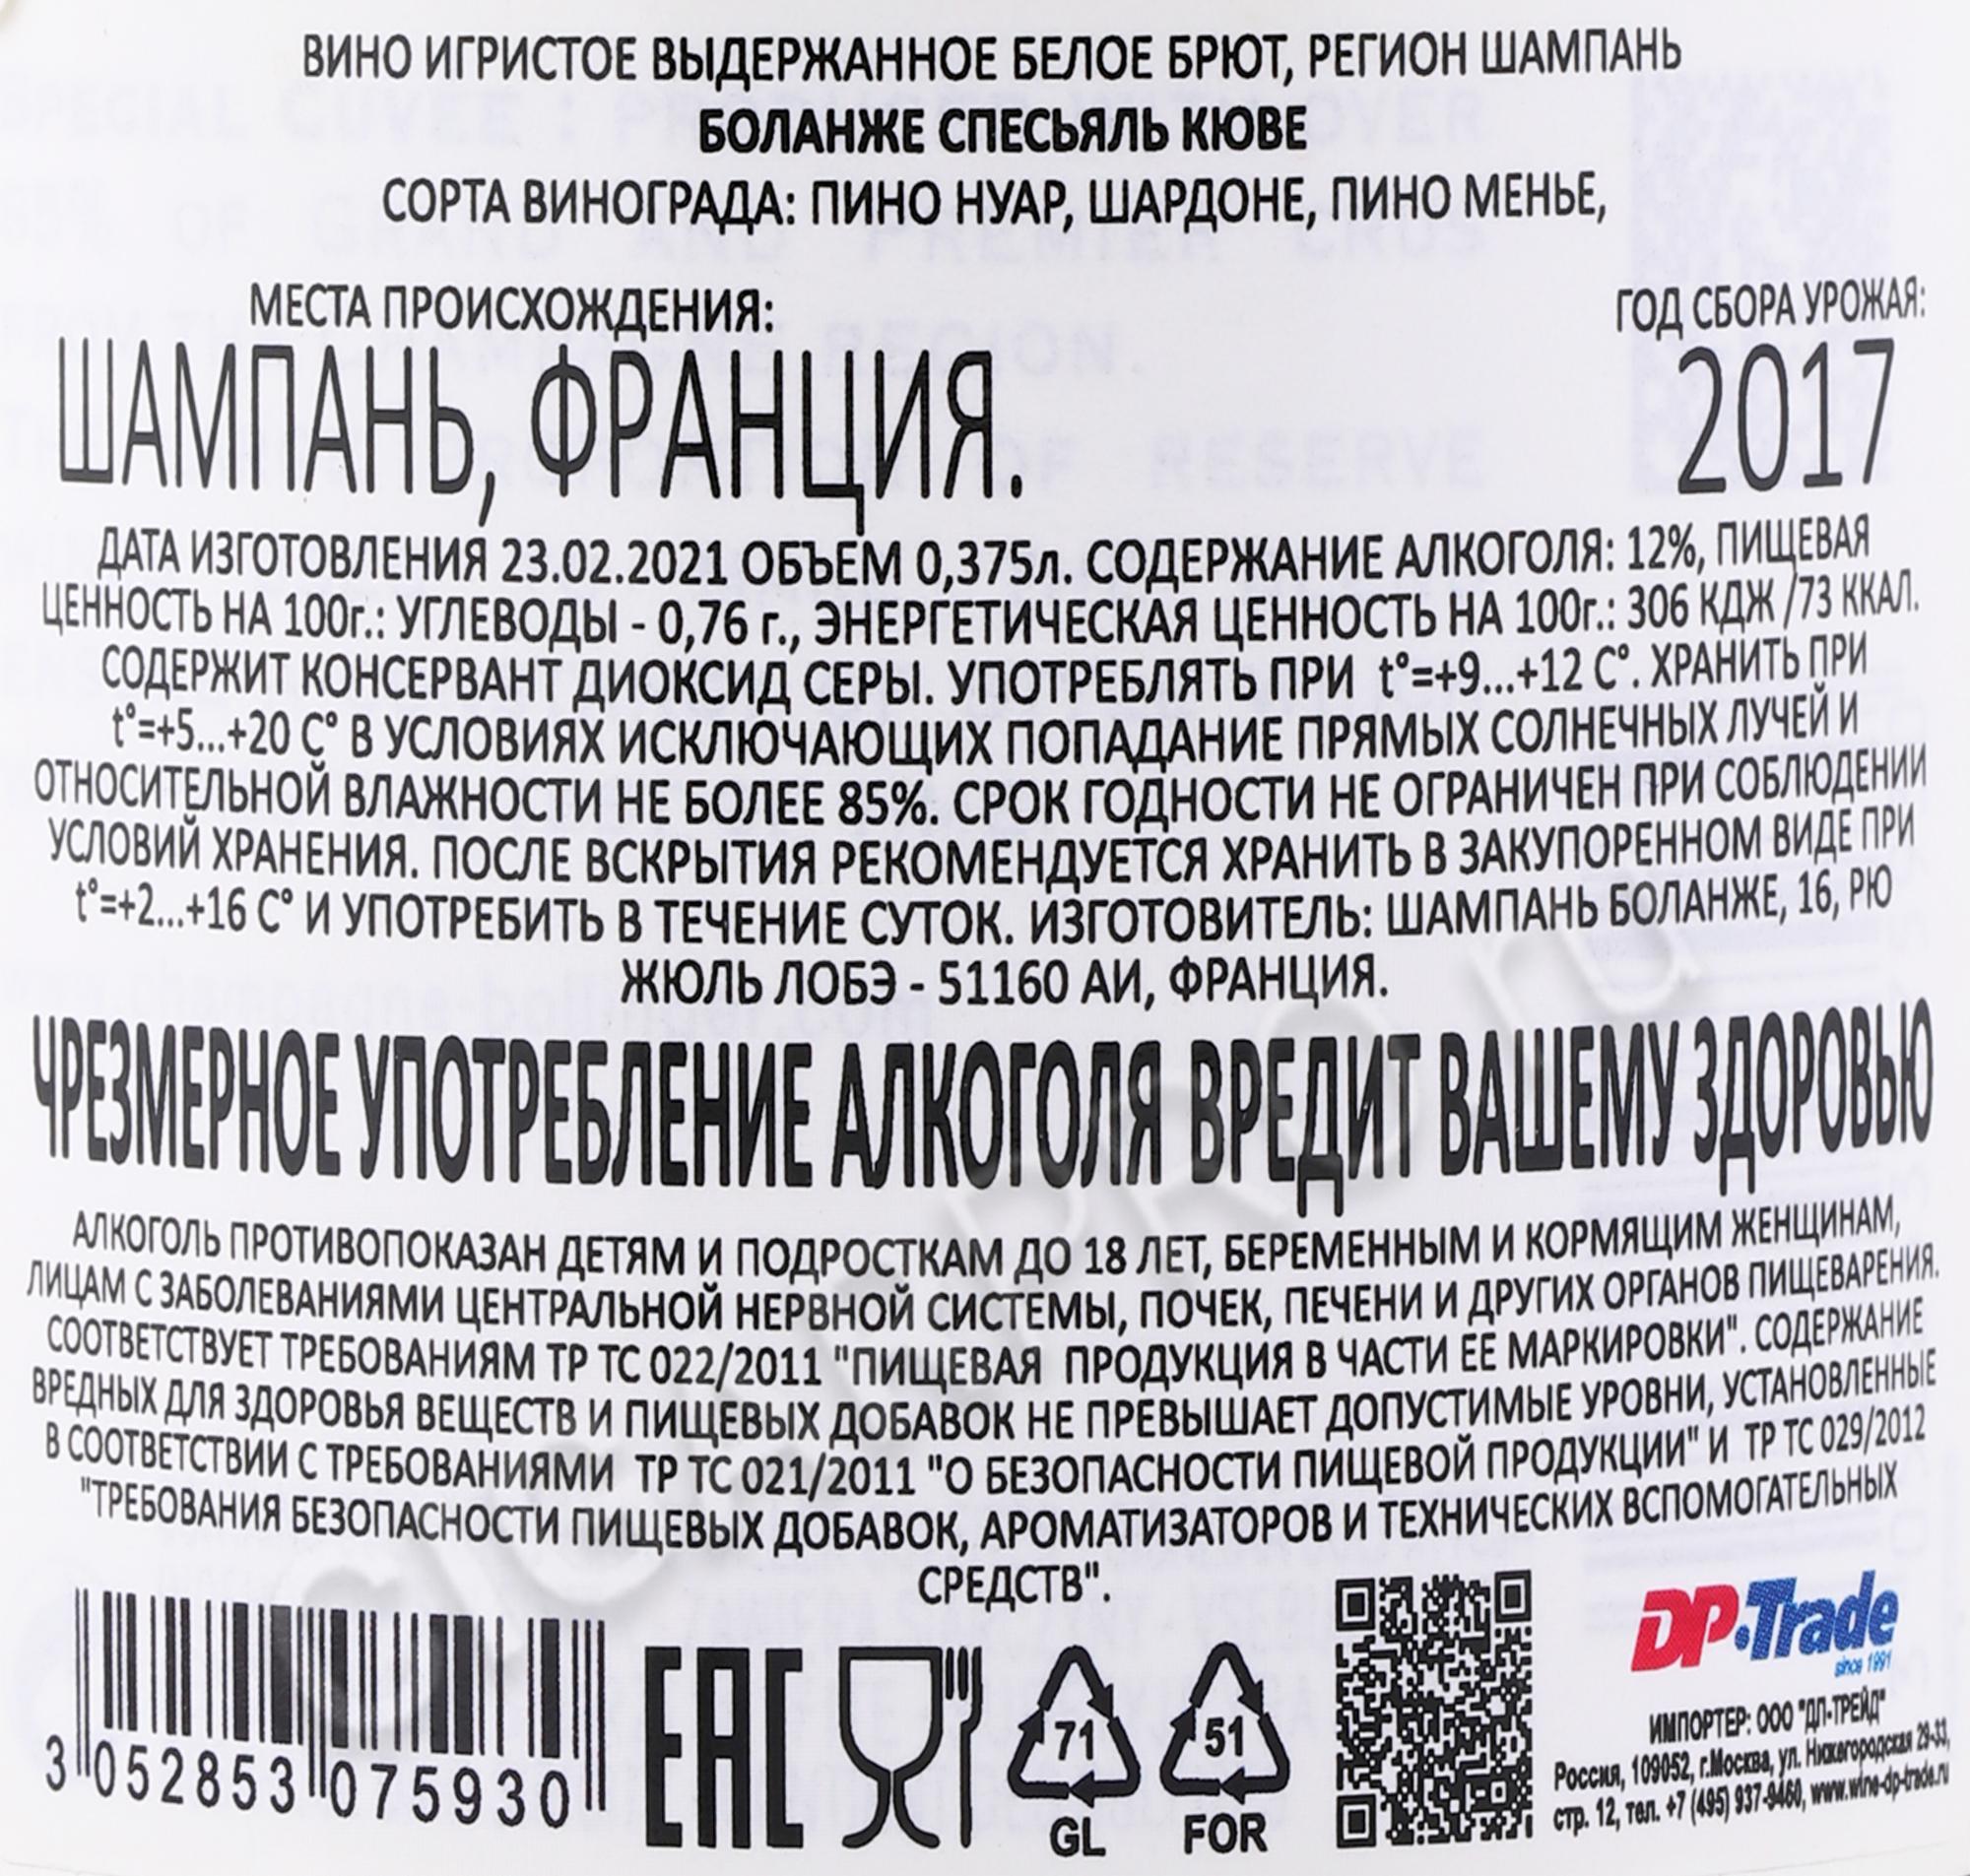 ВИНО ИГРИСТОЕ ВЫДЕРЖАННОЕ БЕЛОЕ БРЮТ, РЕГИОН ШАМПАНЬ
БОЛАНЖЕ СПЕСЬЯЛЬ КЮВЕ
СОРТА ВИНОГРАДА: ПИНО НУАР, ШАРДОНЕ, ПИНО МЕНЬЕ,
МЕСТА ПРОИСХОЖДЕНИЯ:
ШАМПАНЬ, ФРАНЦИЯ.
ГОД СБОРА УРОЖАЯ:
2017
ДАТА ИЗГОТОВЛЕНИЯ 23.02.2021 ОБЪЕМ 0,375л. СОДЕРЖАНИЕ АЛКОГОЛЯ: 12%, ПИЩЕВАЯ
ЦЕННОСТЬ НА 100г.: УГЛЕВОДЫ - 0,76 г., ЭНЕРГЕТИЧЕСКАЯ ЦЕННОСТЬ НА 100г.: 306 КДЖ /73 ККАЛ.
СОДЕРЖИТ КОНСЕРВАНТ ДИОКСИД СЕРЫ. УПОТРЕБЛЯТЬ ПРИ t°=+9...+12 С°. ХРАНИТЬ ПРИ
t°=+5...+20 С° В УСЛОВИЯХ ИСКЛЮЧАЮЩИХ ПОПАДАНИЕ ПРЯМЫХ СОЛНЕЧНЫХ ЛУЧЕЙ И
ОТНОСИТЕЛЬНОЙ ВЛАЖНОСТИ НЕ БОЛЕЕ 85%. СРОК ГОДНОСТИ НЕ ОГРАНИЧЕН ПРИ СОБЛЮДЕНИИ
УСЛОВИЙ ХРАНЕНИЯ. ПОСЛЕ ВСКРЫТИЯ РЕКОМЕНДУЕТСЯ ХРАНИТЬ В ЗАКУПОРЕННОМ ВИДЕ ПРИ
t°=+2...+16 С° И УПОТРЕБИТЬ В ТЕЧЕНИЕ СУТОК. ИЗГОТОВИТЕЛЬ: ШАМПАНЬ БОЛАНЖЕ, 16, РЮ
ЖЮЛЬ ЛОБЭ - 51160 АИ, ФРАНЦИЯ.
ЧРЕЗМЕРНОЕ УПОТРЕБЛЕНИЕ АЛКОГОЛЯ ВРЕДИТ ВАШЕМУ ЗДОРОВЬЮ
АЛКОГОЛЬ ПРОТИВОПОКАЗАН ДЕТЯМ И ПОДРОСТКАМ ДО 18 ЛЕТ, БЕРЕМЕННЫМ И КОРМЯЩИМ ЖЕНЩИНАМ,
ЛИЦАМ С ЗАБОЛЕВАНИЯМИ ЦЕНТРАЛЬНОЙ НЕРВНОЙ СИСТЕМЫ, ПОЧЕК, ПЕЧЕНИ И ДРУГИХ ОРГАНОВ ПИЩЕВАРЕНИЯ.
СООТВЕТСТВУЕТ ТРЕБОВАНИЯМ ТР ТС 022/2011 "ПИЩЕВАЯ ПРОДУКЦИЯ В ЧАСТИ ЕЕ МАРКИРОВКИ". СОДЕРЖАНИЕ
ВРЕДНЫХ ДЛЯ ЗДОРОВЬЯ ВЕЩЕСТВ И ПИЩЕВЫХ ДОБАВОК НЕ ПРЕВЫШАЕТ ДОПУСТИМЫЕ УРОВНИ, УСТАНОВЛЕННЫЕ
В СООТВЕТСТВИИ С ТРЕБОВАНИЯМИ ТР ТС 021/2011 "О БЕЗОПАСНОСТИ ПИЩЕВОЙ ПРОДУКЦИИ" И ТР ТС 029/2012
"ТРЕБОВАНИЯ БЕЗОПАСНОСТИ ПИЩЕВЫХ ДОБАВОК, АРОМАТИЗАТОРОВ И ТЕХНИЧЕСКИХ ВСПОМОГАТЕЛЬНЫХ
СРЕДСТВ".
3 052853 075930
EAC
71
GL
51
FOR
DP-Trade
since 1991
ИМПОРТЕР: ООО "ДП-ТРЕЙД"
Россия, 109052, г.Москва, ул. Нижегородская 29-33,
стр. 12, тел. +7 (495) 937-9460, www.wine-dp-trade.ru
CIGARPRO.ru